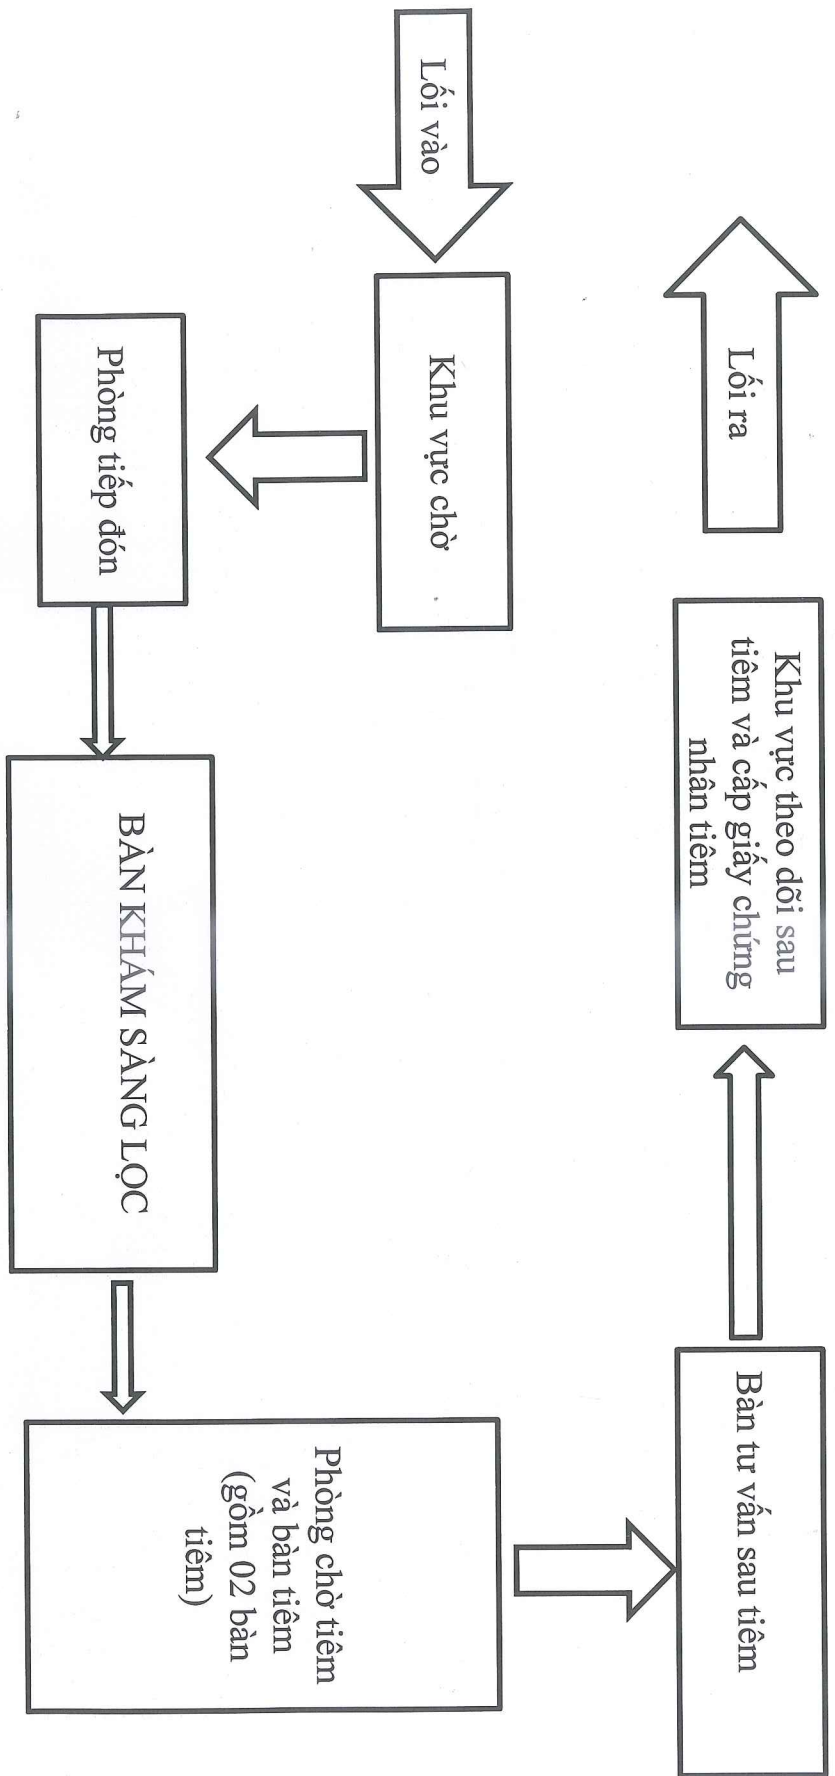 Lối vào
Khu vực chờ
Phòng tiếp đón
BÀN KHÁM SÀNG LỌC
Phòng chờ tiêm
và bàn tiêm
(gồm 02 bàn
tiêm)
Bàn tư vấn sau tiêm
Khu vực theo dõi sau
tiêm và cấp giấy chứng
nhân tiêm
Lối ra